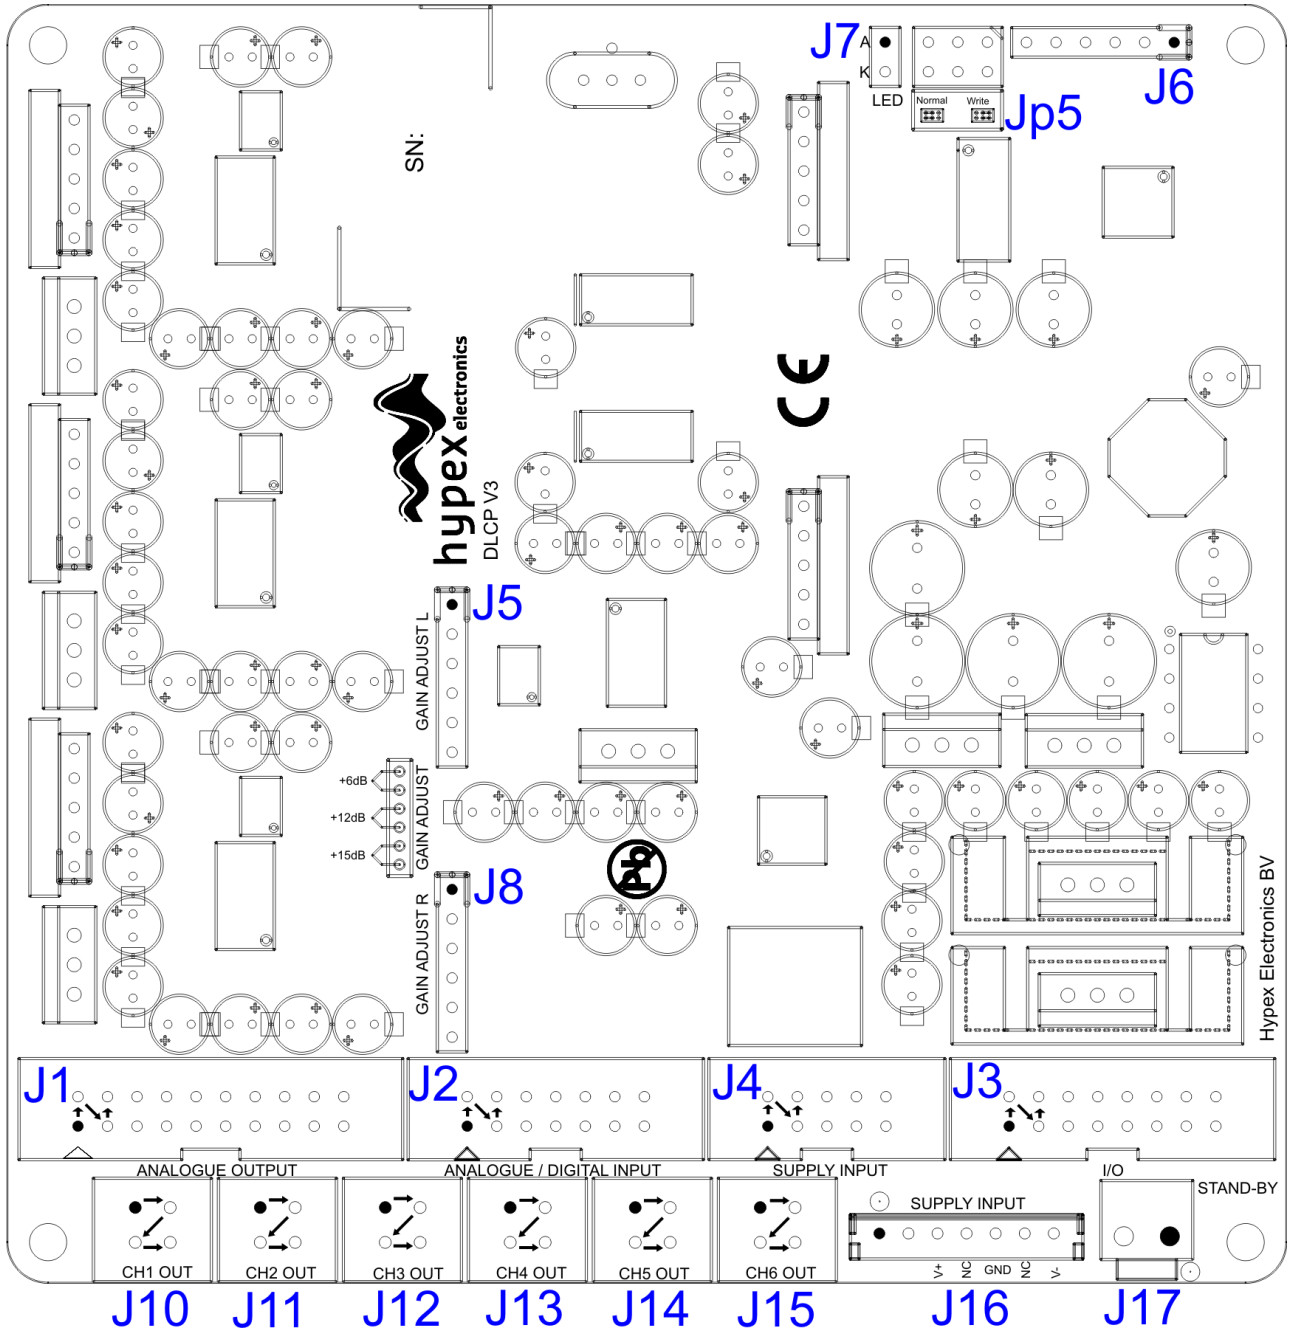 J7
A
K
LED
Normal
Write
Jp5
J6
SN:
hypex electronics
DLCP V3
CE
J5
GAIN ADJUST L
+6dB
+12dB
+15dB
GAIN ADJUST
J8
GAIN ADJUST R
Pb
Hypex Electronics BV
J1
J2
J4
J3
ANALOGUE OUTPUT
ANALOGUE / DIGITAL INPUT
SUPPLY INPUT
I/O
STAND-BY
SUPPLY INPUT
CH1 OUT
CH2 OUT
CH3 OUT
CH4 OUT
CH5 OUT
CH6 OUT
V+
NC
GND
NC
V-
J10
J11
J12
J13
J14
J15
J16
J17